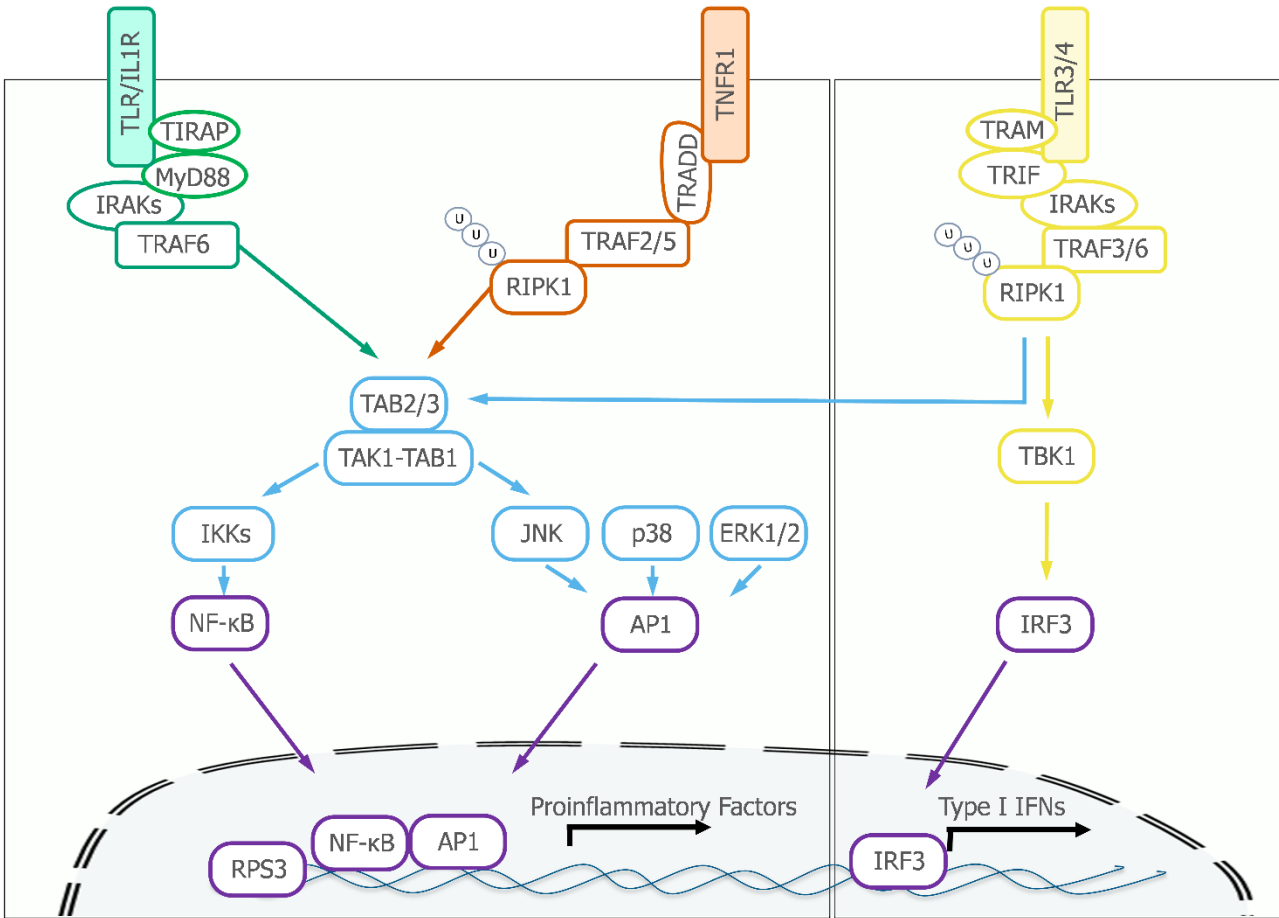 TLR/IL1R
TIRAP
MyD88
IRAKs
TRAF6
TNFR1
TRADD
TRAF2/5
U
U
U
RIPK1
TLR3/4
TRAM
TRIF
IRAKs
TRAF3/6
U
U
U
RIPK1
TAB2/3
TAK1-TAB1
TBK1
IKKs
JNK
p38
ERK1/2
NF-κB
AP1
IRF3
Proinflammatory Factors
Type I IFNs
RPS3
NF-κB
AP1
IRF3